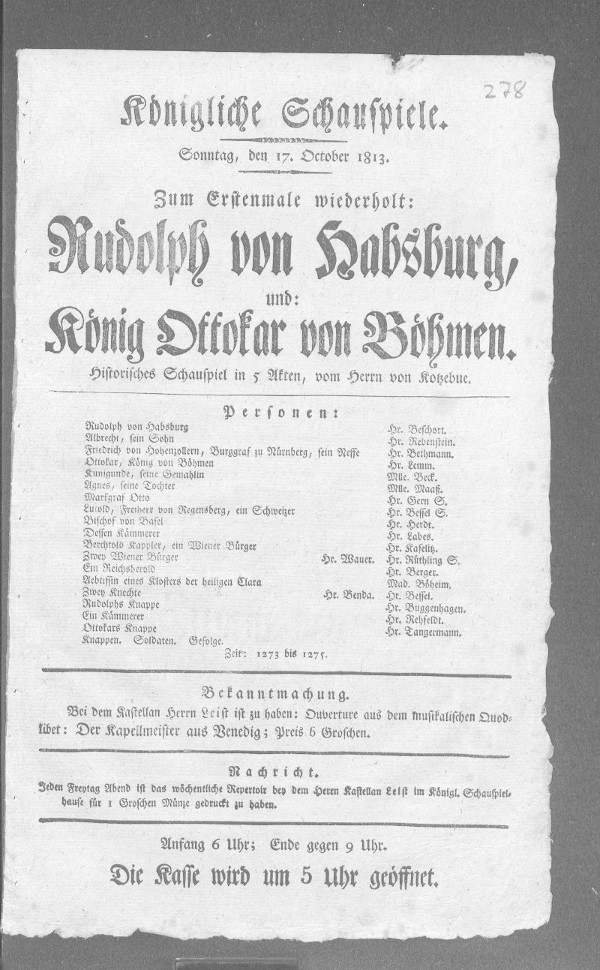 278
Königliche Schauspiele.
Sonntag, den 17. October 1813.
Zum Erstenmale wiederholt:
Rudolph von Habsburg,
und:
König Ottokar von Böhmen.
Historisches Schauspiel in 5 Akten, vom Herrn von Kotzebue.
Personen:
Rudolph von Habsburg Hr. Beschort.
Albrecht, sein Sohn Hr. Rebenstein.
Friedrich von Hohenzollern, Burggraf zu Nürnberg, sein Neffe Hr. Bethmann.
Ottokar, König von Böhmen Hr. Lemm.
Kunigunde, seine Gemahlin Mlle. Beck.
Agnes, seine Tochter Mlle. Maaß.
Markgraf Otto Hr. Gern S.
Lutold, Freiherr von Regensberg, ein Schweizer Hr. Bessel S.
Bischof von Basel Hr. Herdt.
Dessen Kämmerer Hr. Labes.
Berchtold Kappler, ein Wiener Bürger Hr. Kaselitz.
Zwey Wiener Bürger Hr. Wauer. Hr. Rüthling S.
Ein Reichsherold Hr. Berger.
Aebtissin eines Klosters der heiligen Clara Mad. Böheim.
Zwey Knechte Hr. Benda. Hr. Bessel.
Rudolphs Knappe Hr. Buggenhagen.
Ein Kämmerer Hr. Rehfeldt.
Ottokars Knappe Hr. Tangermann.
Knappen. Soldaten. Gefolge.
Zeit: 1273 bis 1275.
Bekanntmachung.
Bei dem Kastellan Herrn Leist ist zu haben: Ouverture aus dem musikalischen Quod-
libet: Der Kapellmeister aus Venedig; Preis 6 Groschen.
Nachricht.
Jeden Freytag Abend ist das wöchentliche Repertoir bey dem Herrn Kastellan Leist im Königl. Schauspiel-
hause für 1 Groschen Münze gedruckt zu haben.
Anfang 6 Uhr; Ende gegen 9 Uhr.
Die Kasse wird um 5 Uhr geöffnet.